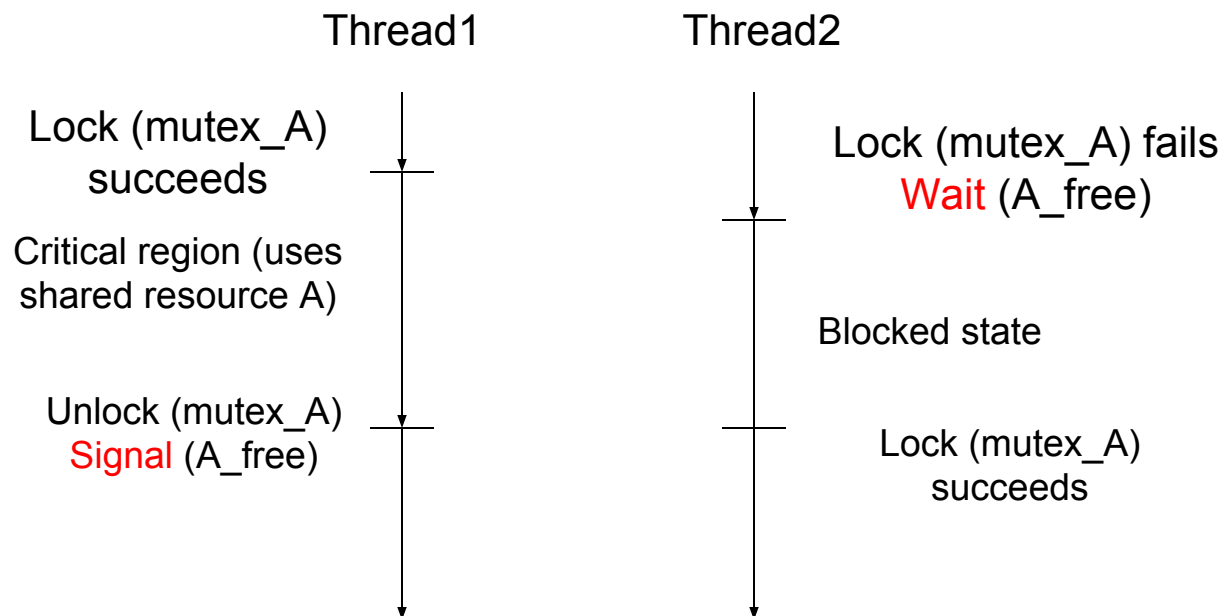 Thread1
Thread2
Lock (mutex_A)
succeeds
Lock (mutex_A) fails
Wait (A_free)
Critical region (uses
shared resource A)
Blocked state
Unlock (mutex_A)
Signal (A_free)
Lock (mutex_A)
succeeds